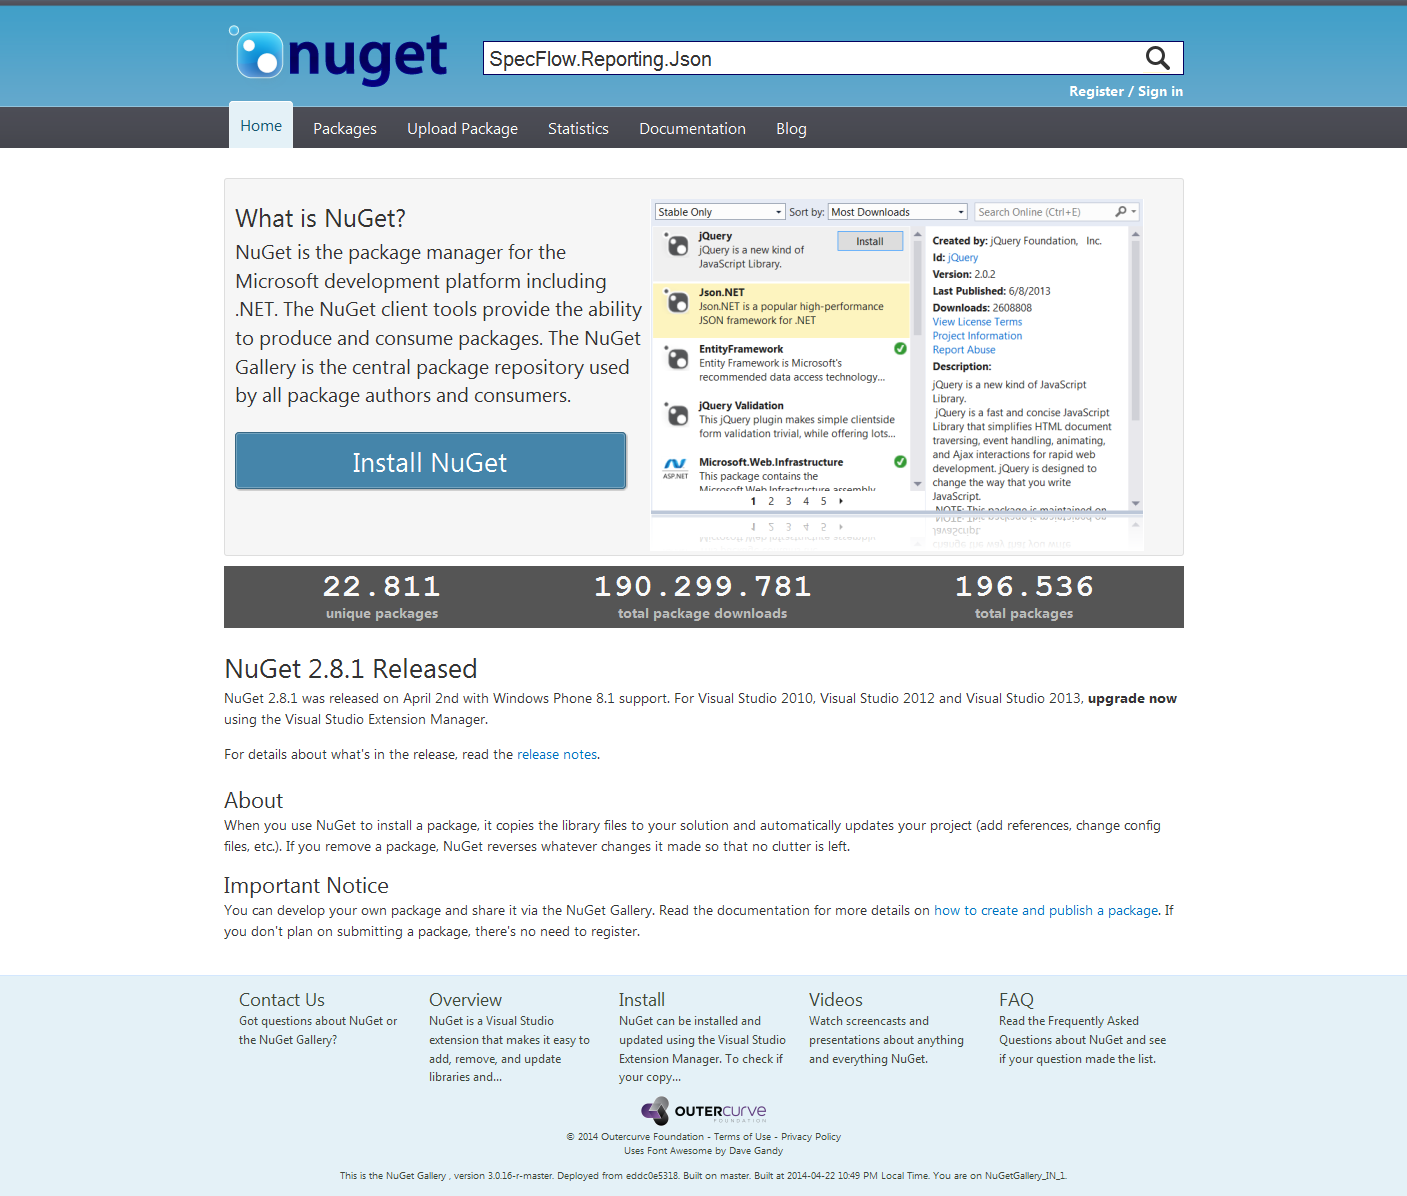 nuget
SpecFlow.Reporting.Json
Register / Sign in
Home
Packages
Upload Package
Statistics
Documentation
Blog
What is NuGet?
NuGet is the package manager for the
Microsoft development platform including
.NET. The NuGet client tools provide the ability
to produce and consume packages. The NuGet
Gallery is the central package repository used
by all package authors and consumers.
Install NuGet
Stable Only
Sort by:
Most Downloads
Search Online (Ctrl+E)
jQuery
jQuery is a new kind of
JavaScript Library.
Install
Json.NET
Json.NET is a popular high-performance
JSON framework for .NET
EntityFramework
Entity Framework is Microsoft's
recommended data access technology...
jQuery Validation
This jQuery plugin makes simple clientside
form validation trivial, while offering lots...
ASP.NET
Microsoft.Web.Infrastructure
This package contains the
Microsoft.Web.Infrastructure assembly
1 2 3 4 5
Created by: jQuery Foundation, Inc.
Id: jQuery
Version: 2.0.2
Last Published: 6/8/2013
Downloads: 2608808
View License Terms
Project Information
Report Abuse
Description:
jQuery is a new kind of JavaScript
Library.
jQuery is a fast and concise JavaScript
Library that simplifies HTML document
traversing, event handling, animating,
and Ajax interactions for rapid web
development. jQuery is designed to
change the way that you write
JavaScript.
NOTE: This package is maintained on
22.811
unique packages
190.299.781
total package downloads
196.536
total packages
NuGet 2.8.1 Released
NuGet 2.8.1 was released on April 2nd with Windows Phone 8.1 support. For Visual Studio 2010, Visual Studio 2012 and Visual Studio 2013, upgrade now
using the Visual Studio Extension Manager.
For details about what's in the release, read the release notes.
About
When you use NuGet to install a package, it copies the library files to your solution and automatically updates your project (add references, change config
files, etc.). If you remove a package, NuGet reverses whatever changes it made so that no clutter is left.
Important Notice
You can develop your own package and share it via the NuGet Gallery. Read the documentation for more details on how to create and publish a package. If
you don't plan on submitting a package, there's no need to register.
Contact Us
Got questions about NuGet or
the NuGet Gallery?
Overview
NuGet is a Visual Studio
extension that makes it easy to
add, remove, and update
libraries and...
Install
NuGet can be installed and
updated using the Visual Studio
Extension Manager. To check if
your copy...
Videos
Watch screencasts and
presentations about anything
and everything NuGet.
FAQ
Read the Frequently Asked
Questions about NuGet and see
if your question made the list.
OUTERCURVE
FOUNDATION
© 2014 Outercurve Foundation - Terms of Use - Privacy Policy
Uses Font Awesome by Dave Gandy
This is the NuGet Gallery , version 3.0.16-r-master. Deployed from eddc0e5318. Built on master. Built at 2014-04-22 10:49 PM Local Time. You are on NuGetGallery_IN_1.